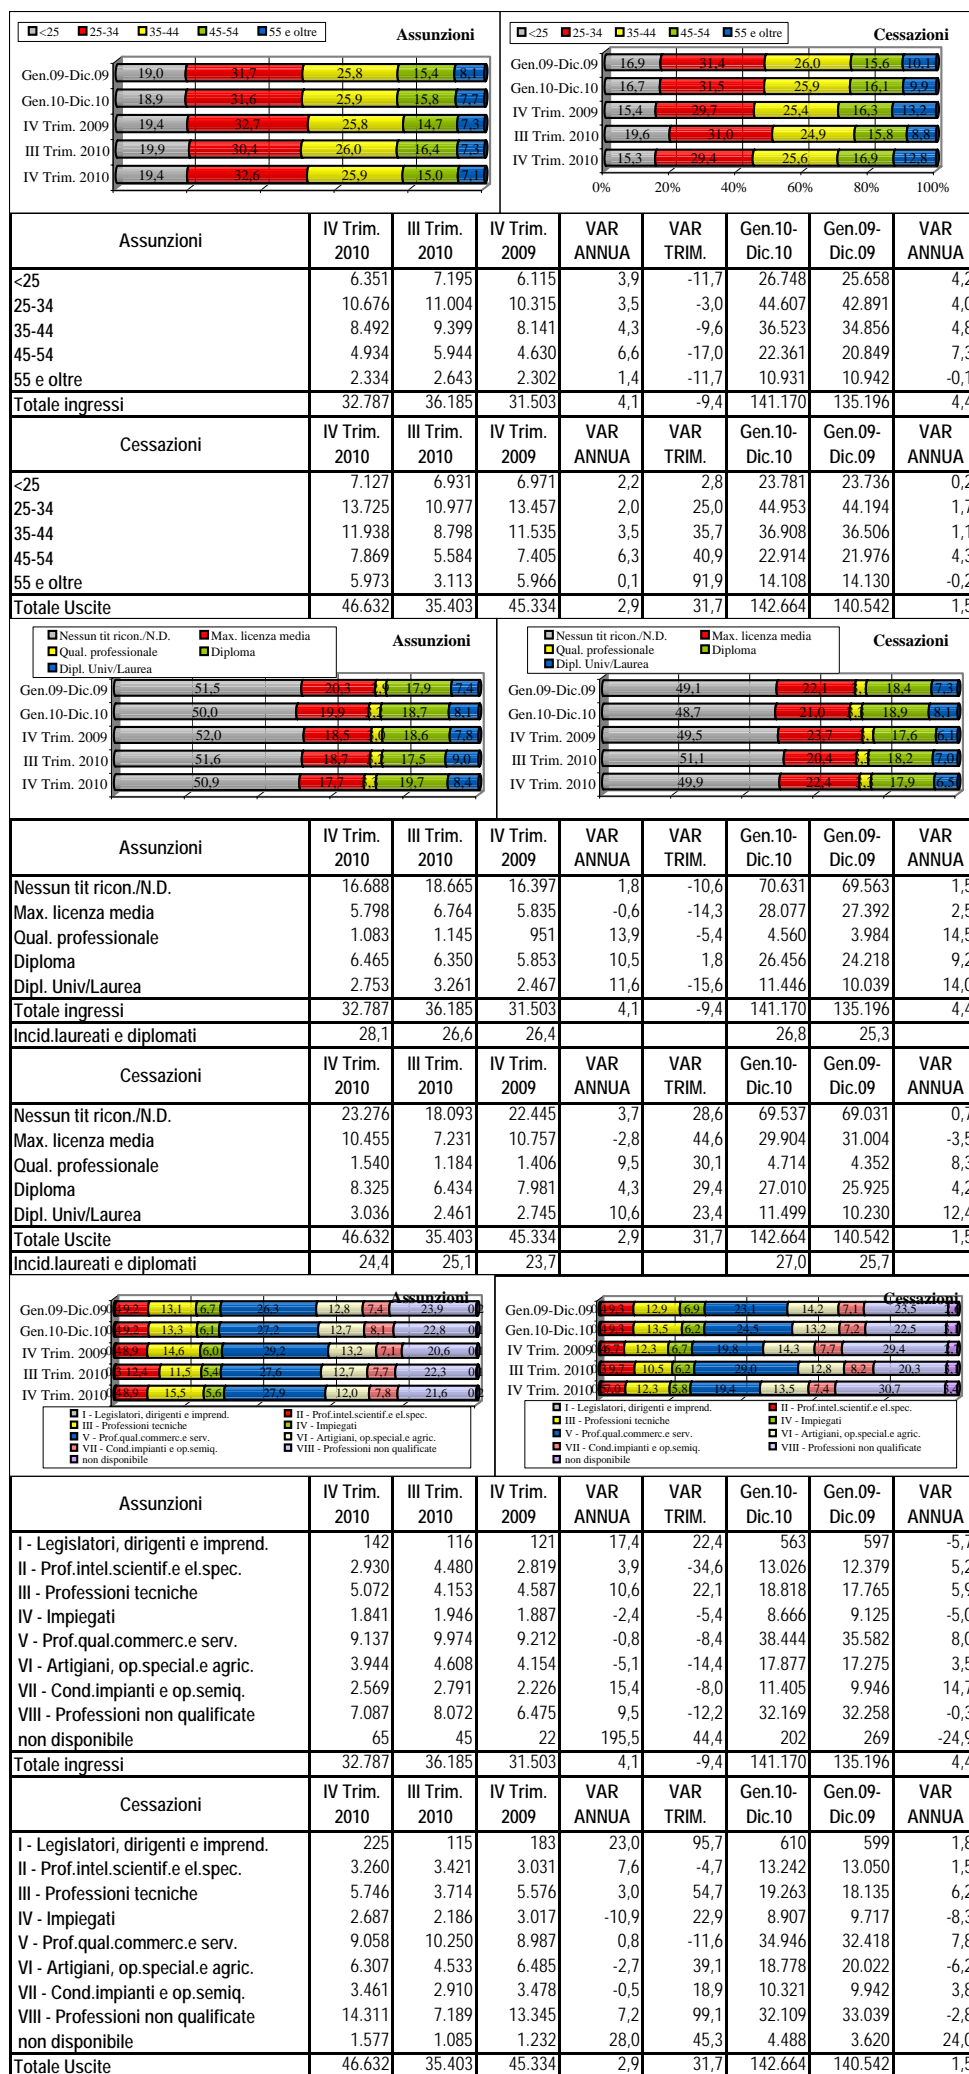 <25 25-34 35-44 45-54 55 e oltre Assunzioni
Gen.09-Dic.09 19,0 31,7 25,8 15,4 8,1
Gen.10-Dic.10 18,9 31,6 25,9 15,8 7,7
IV Trim. 2009 19,4 32,7 25,8 14,7 7,3
III Trim. 2010 19,9 30,4 26,0 16,4 7,3
IV Trim. 2010 19,4 32,6 25,9 15,0 7,1
<25 25-34 35-44 45-54 55 e oltre Cessazioni
Gen.09-Dic.09 16,9 31,4 26,0 15,6 10,1
Gen.10-Dic.10 16,7 31,5 25,9 16,1 9,9
IV Trim. 2009 15,4 29,7 25,4 16,3 13,2
III Trim. 2010 19,6 31,0 24,9 15,8 8,8
IV Trim. 2010 15,3 29,4 25,6 16,9 12,8
0% 20% 40% 60% 80% 100%
Assunzioni IV Trim. 2010 III Trim. 2010 IV Trim. 2009 VAR ANNUA VAR TRIM. Gen.10-Dic.10 Gen.09-Dic.09 VAR ANNUA
<25 6.351 7.195 6.115 3,9 -11,7 26.748 25.658 4,2
25-34 10.676 11.004 10.315 3,5 -3,0 44.607 42.891 4,0
35-44 8.492 9.399 8.141 4,3 -9,6 36.523 34.856 4,8
45-54 4.934 5.944 4.630 6,6 -17,0 22.361 20.849 7,3
55 e oltre 2.334 2.643 2.302 1,4 -11,7 10.931 10.942 -0,1
Totale ingressi 32.787 36.185 31.503 4,1 -9,4 141.170 135.196 4,4
Cessazioni IV Trim. 2010 III Trim. 2010 IV Trim. 2009 VAR ANNUA VAR TRIM. Gen.10-Dic.10 Gen.09-Dic.09 VAR ANNUA
<25 7.127 6.931 6.971 2,2 2,8 23.781 23.736 0,2
25-34 13.725 10.977 13.457 2,0 25,0 44.953 44.194 1,7
35-44 11.938 8.798 11.535 3,5 35,7 36.908 36.506 1,1
45-54 7.869 5.584 7.405 6,3 40,9 22.914 21.976 4,3
55 e oltre 5.973 3.113 5.966 0,1 91,9 14.108 14.130 -0,2
Totale Uscite 46.632 35.403 45.334 2,9 31,7 142.664 140.542 1,5
Nessun tit ricon./N.D. Max. licenza media Assunzioni
Qual. professionale Diploma
Dipl. Univ/Laurea
Gen.09-Dic.09 51,5 20,3 17,9 7,4
Gen.10-Dic.10 50,0 19,9 18,7 8,1
IV Trim. 2009 52,0 18,5 18,6 7,8
III Trim. 2010 51,6 18,7 17,5 9,0
IV Trim. 2010 50,9 17,7 19,7 8,4
Nessun tit ricon./N.D. Max. licenza media Cessazioni
Qual. professionale Diploma
Dipl. Univ/Laurea
Gen.09-Dic.09 49,1 22,1 18,4 7,3
Gen.10-Dic.10 48,7 21,0 18,9 8,1
IV Trim. 2009 49,5 23,7 17,6 6,1
III Trim. 2010 51,1 20,4 18,2 7,0
IV Trim. 2010 49,9 22,4 17,9 6,5
Assunzioni IV Trim. 2010 III Trim. 2010 IV Trim. 2009 VAR ANNUA VAR TRIM. Gen.10-Dic.10 Gen.09-Dic.09 VAR ANNUA
Nessun tit ricon./N.D. 16.688 18.665 16.397 1,8 -10,6 70.631 69.563 1,5
Max. licenza media 5.798 6.764 5.835 -0,6 -14,3 28.077 27.392 2,5
Qual. professionale 1.083 1.145 951 13,9 -5,4 4.560 3.984 14,5
Diploma 6.465 6.350 5.853 10,5 1,8 26.456 24.218 9,2
Dipl. Univ/Laurea 2.753 3.261 2.467 11,6 -15,6 11.446 10.039 14,0
Totale ingressi 32.787 36.185 31.503 4,1 -9,4 141.170 135.196 4,4
Incid.laureati e diplomati 28,1 26,6 26,4 26,8 25,3
Cessazioni IV Trim. 2010 III Trim. 2010 IV Trim. 2009 VAR ANNUA VAR TRIM. Gen.10-Dic.10 Gen.09-Dic.09 VAR ANNUA
Nessun tit ricon./N.D. 23.276 18.093 22.445 3,7 28,6 69.537 69.031 0,7
Max. licenza media 10.455 7.231 10.757 -2,8 44,6 29.904 31.004 -3,5
Qual. professionale 1.540 1.184 1.406 9,5 30,1 4.714 4.352 8,3
Diploma 8.325 6.434 7.981 4,3 29,4 27.010 25.925 4,2
Dipl. Univ/Laurea 3.036 2.461 2.745 10,6 23,4 11.499 10.230 12,4
Totale Uscite 46.632 35.403 45.334 2,9 31,7 142.664 140.542 1,5
Incid.laureati e diplomati 24,4 25,1 23,7 27,0 25,7
Assunzioni
Gen.09-Dic.09 9,2 13,1 6,7 26,3 12,8 7,4 23,9
Gen.10-Dic.10 9,2 13,3 6,1 27,2 12,7 8,1 22,8
IV Trim. 2009 8,9 14,6 6,0 29,2 13,2 7,1 20,6
III Trim. 2010 12,4 11,5 5,4 27,6 12,7 7,7 22,3
IV Trim. 2010 8,9 15,5 5,6 27,9 12,0 7,8 21,6
I - Legislatori, dirigenti e imprend. II - Prof.intel.scientif.e el.spec.
III - Professioni tecniche IV - Impiegati
V - Prof.qual.commerc.e serv. VI - Artigiani, op.special.e agric.
VII - Cond.impianti e op.semiq. VIII - Professioni non qualificate
non disponibile
Cessazioni
Gen.09-Dic.09 9,3 12,9 6,9 23,1 14,2 7,1 23,5
Gen.10-Dic.10 9,3 13,5 6,2 24,5 13,2 7,2 22,5
IV Trim. 2009 6,7 12,3 6,7 19,8 14,3 7,7 29,4
III Trim. 2010 9,7 10,5 6,2 29,0 12,8 8,2 20,3
IV Trim. 2010 7,0 12,3 5,8 19,4 13,5 7,4 30,7
I - Legislatori, dirigenti e imprend. II - Prof.intel.scientif.e el.spec.
III - Professioni tecniche IV - Impiegati
V - Prof.qual.commerc.e serv. VI - Artigiani, op.special.e agric.
VII - Cond.impianti e op.semiq. VIII - Professioni non qualificate
non disponibile
Assunzioni IV Trim. 2010 III Trim. 2010 IV Trim. 2009 VAR ANNUA VAR TRIM. Gen.10-Dic.10 Gen.09-Dic.09 VAR ANNUA
I - Legislatori, dirigenti e imprend. 142 116 121 17,4 22,4 563 597 -5,7
II - Prof.intel.scientif.e el.spec. 2.930 4.480 2.819 3,9 -34,6 13.026 12.379 5,2
III - Professioni tecniche 5.072 4.153 4.587 10,6 22,1 18.818 17.765 5,9
IV - Impiegati 1.841 1.946 1.887 -2,4 -5,4 8.666 9.125 -5,0
V - Prof.qual.commerc.e serv. 9.137 9.974 9.212 -0,8 -8,4 38.444 35.582 8,0
VI - Artigiani, op.special.e agric. 3.944 4.608 4.154 -5,1 -14,4 17.877 17.275 3,5
VII - Cond.impianti e op.semiq. 2.569 2.791 2.226 15,4 -8,0 11.405 9.946 14,7
VIII - Professioni non qualificate 7.087 8.072 6.475 9,5 -12,2 32.169 32.258 -0,3
non disponibile 65 45 22 195,5 44,4 202 269 -24,9
Totale ingressi 32.787 36.185 31.503 4,1 -9,4 141.170 135.196 4,4
Cessazioni IV Trim. 2010 III Trim. 2010 IV Trim. 2009 VAR ANNUA VAR TRIM. Gen.10-Dic.10 Gen.09-Dic.09 VAR ANNUA
I - Legislatori, dirigenti e imprend. 225 115 183 23,0 95,7 610 599 1,8
II - Prof.intel.scientif.e el.spec. 3.260 3.421 3.031 7,6 -4,7 13.242 13.050 1,5
III - Professioni tecniche 5.746 3.714 5.576 3,0 54,7 19.263 18.135 6,2
IV - Impiegati 2.687 2.186 3.017 -10,9 22,9 8.907 9.717 -8,3
V - Prof.qual.commerc.e serv. 9.058 10.250 8.987 0,8 -11,6 34.946 32.418 7,8
VI - Artigiani, op.special.e agric. 6.307 4.533 6.485 -2,7 39,1 18.778 20.022 -6,2
VII - Cond.impianti e op.semiq. 3.461 2.910 3.478 -0,5 18,9 10.321 9.942 3,8
VIII - Professioni non qualificate 14.311 7.189 13.345 7,2 99,1 32.109 33.039 -2,8
non disponibile 1.577 1.085 1.232 28,0 45,3 4.488 3.620 24,0
Totale Uscite 46.632 35.403 45.334 2,9 31,7 142.664 140.542 1,5